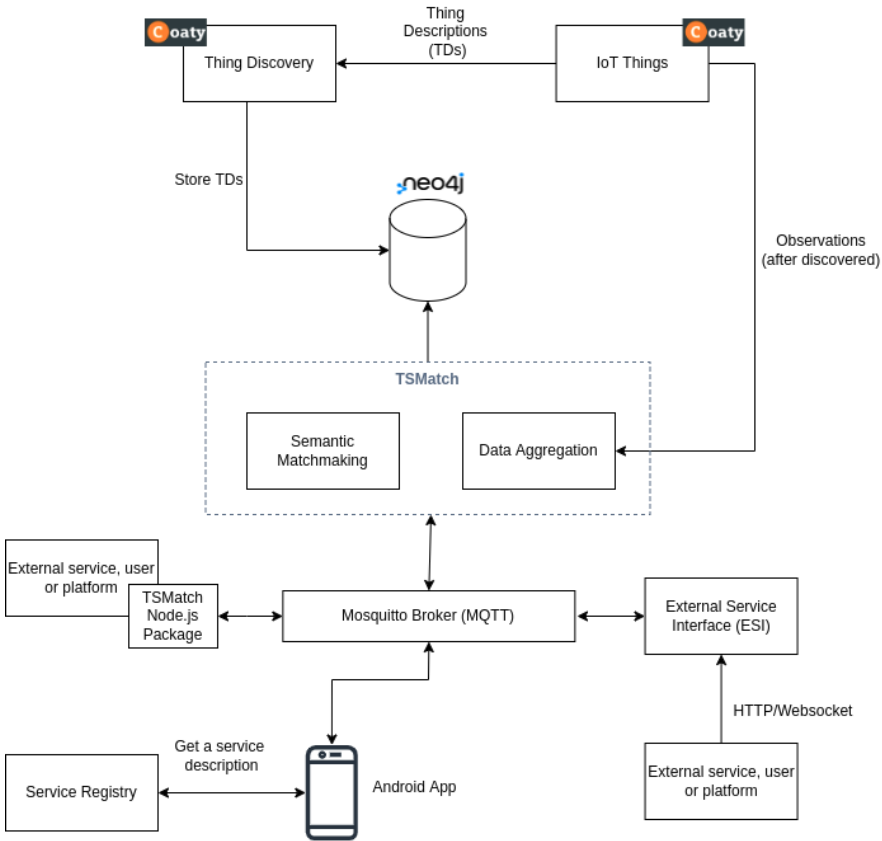 Thing
Descriptions
(TDs)
Coaty
Thing Discovery
Coaty
IoT Things
Store TDs
neo4j
Observations
(after discovered)
TSMatch
Semantic
Matchmaking
Data Aggregation
External service, user
or platform
TSMatch
Node.js
Package
Mosquitto Broker (MQTT)
External Service
Interface (ESI)
HTTP/Websocket
Get a service
description
Service Registry
Android App
External service, user
or platform